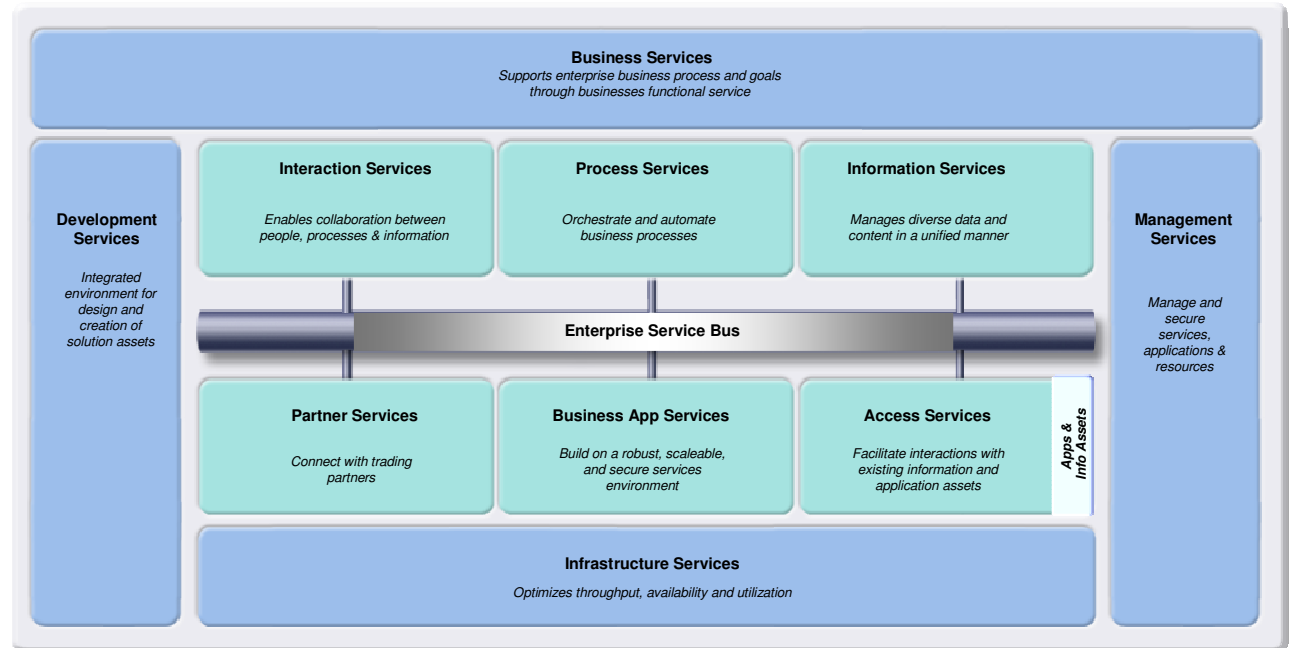 Business Services
Supports enterprise business process and goals
through businesses functional service
Development
Services
Integrated
environment for
design and
creation of
solution assets
Interaction Services
Enables collaboration between
people, processes & information
Process Services
Orchestrate and automate
business processes
Information Services
Manages diverse data and
content in a unified manner
Management
Services
Manage and
secure
services,
applications &
resources
Enterprise Service Bus
Partner Services
Connect with trading
partners
Business App Services
Build on a robust, scaleable,
and secure services
environment
Access Services
Facilitate interactions with
existing information and
application assets
Apps &
Info Assets
Infrastructure Services
Optimizes throughput, availability and utilization